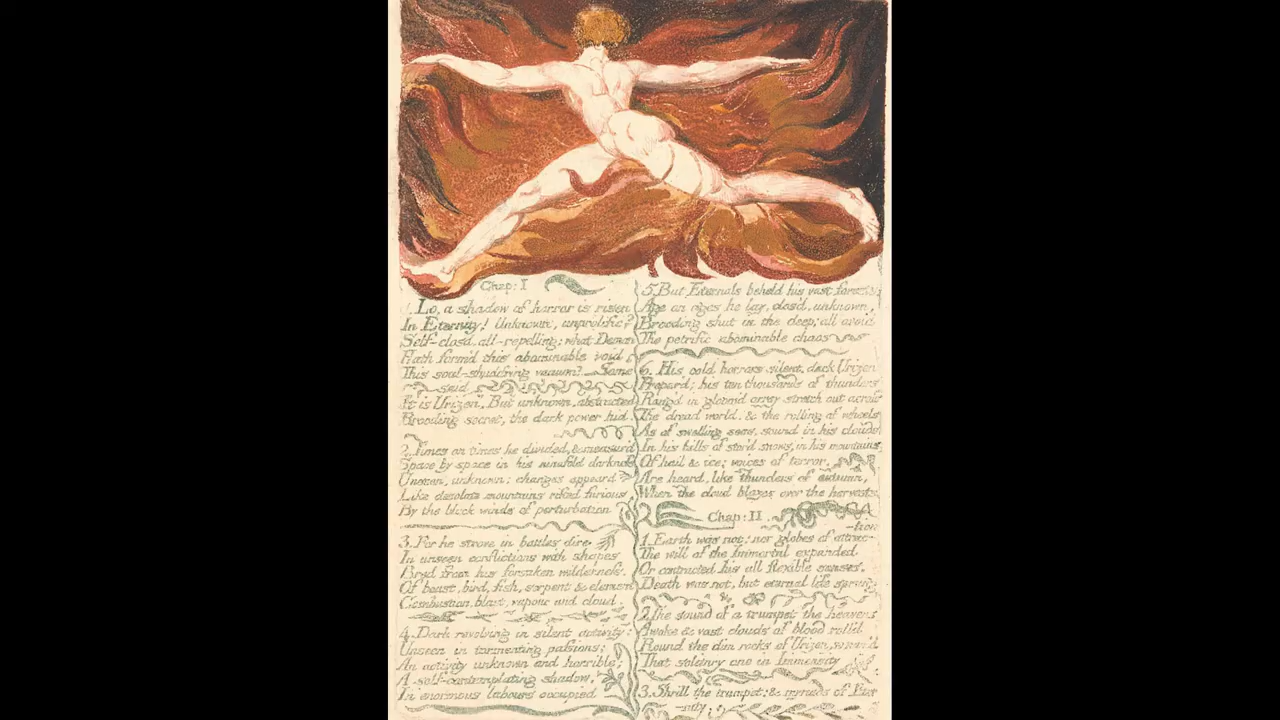 Chap: I
1. Lo, a shadow of horror is risen
In Eternity! Unknown, unprolific?
Self-closd, all-repelling; what Demon
Hath form'd this abominable void
This soul-shudd'ring vacuum?—Some
said
"It is Urizen", But unknown, abstracted
Brooding secret, the dark power hid.
2. Times on times he divided, & measur'd
Space by space in his ninefold darkness
Unseen, unknown: changes appeard
Like desolate mountains rifted furious
By the black winds of perturbation
3. For he strove in battles dire
In unseen conflictions with shapes
Bred from his forsaken wilderness,
Of beast, bird, fish, serpent & element
Combustion, blast, vapour and cloud.
4. Dark revolving in silent activity:
Unseen in tormenting passions;
An activity unknown and horrible;
A self-contemplating shadow,
In enormous labours occupied
5. But Eternals beheld his vast forests
Age on ages he lay, clos'd, unknown,
Brooding shut in the deep; all avoid
The petrific abominable chaos
6. His cold horrors silent, dark Urizen
Prepar'd; his ten thousands of thunders
Rang'd in gloom'd array stretch out across
The dread world, & the rolling of wheels
As of swelling seas, sound in his clouds
In his hills of stor'd snows, in his mountains
Of hail & ice; voices of terror,
Are heard, like thunders of autumn,
When the cloud blazes over the harvests
Chap: II
1. Earth was not: nor globes of attrac-
-tion
The will of the Immortal expanded
Or contracted his all flexible senses.
Death was not, but eternal life sprung
2. The sound of a trumpet the heavens
Awoke & vast clouds of blood roll'd
Round the dim rocks of Urizen, so nam'd
That solitary one in Immensity
3. Shrill the trumpet: & myriads of Eter
-nity;